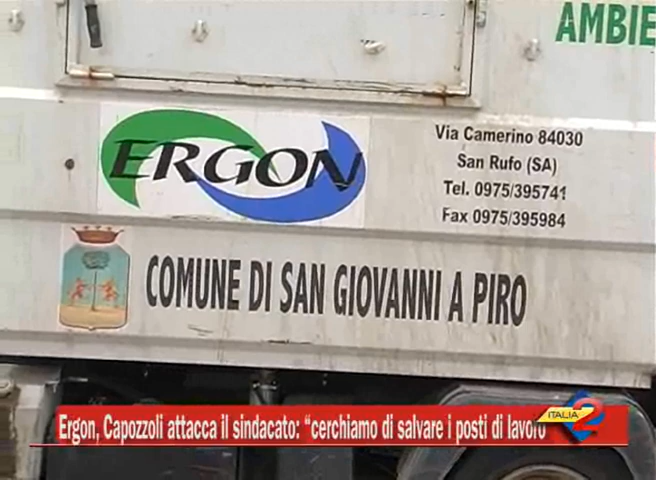 AMBIE
ERGON
Via Camerino 84030
San Rufo (SA)
Tel. 0975/395741
Fax 0975/395984
COMUNE DI SAN GIOVANNI A PIRO
Ergon, Capozzoli attacca il sindacato: "cerchiamo di salvare i posti di lavoro
ITALIA 2